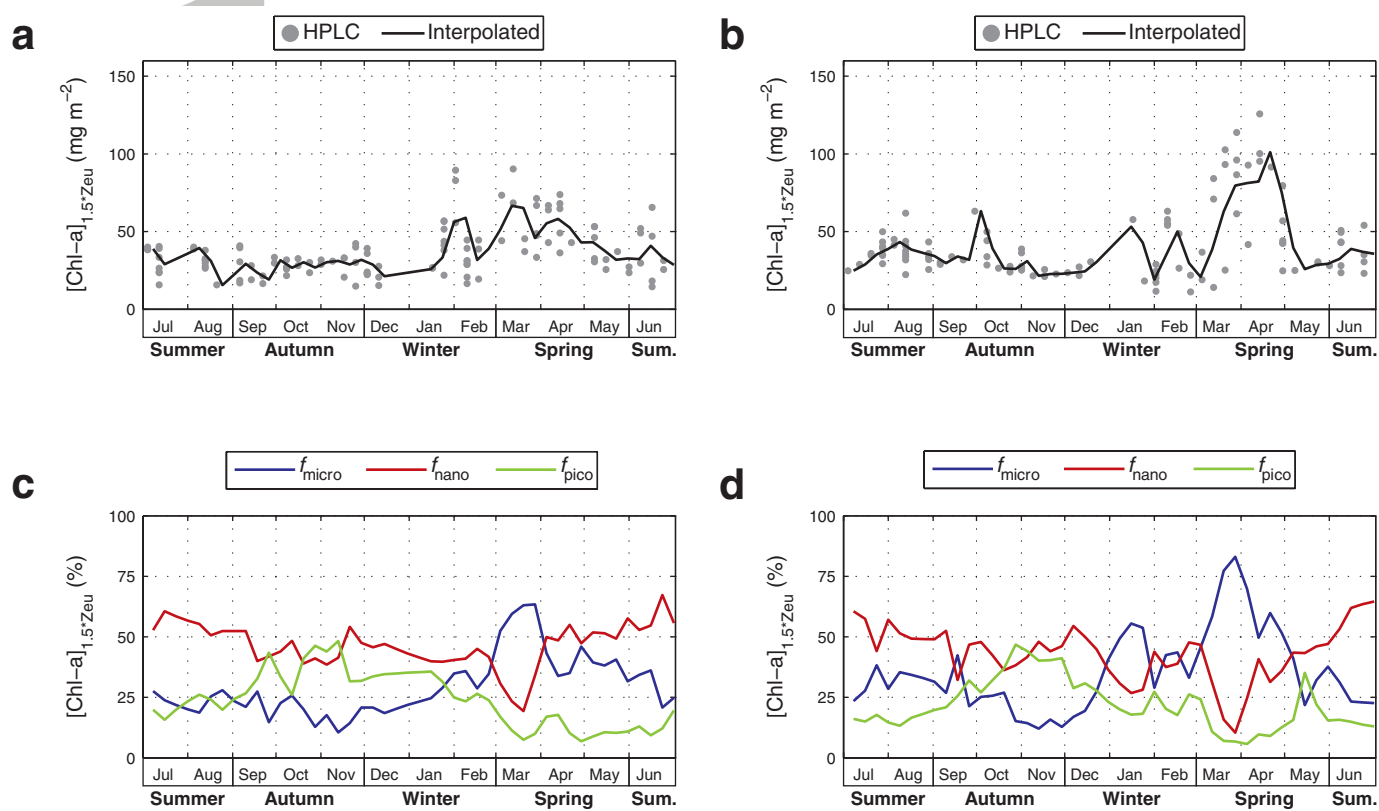 a
HPLC Interpolated
[Chl–a]1.5*Zeu (mg m−2)
150
100
50
0
Jul Aug Sep Oct Nov Dec Jan Feb Mar Apr May Jun
Summer Autumn Winter Spring Sum.
b
HPLC Interpolated
[Chl–a]1.5*Zeu (mg m−2)
150
100
50
0
Jul Aug Sep Oct Nov Dec Jan Feb Mar Apr May Jun
Summer Autumn Winter Spring Sum.
c
fmicro fnano fpico
[Chl–a]1.5*Zeu (%)
100
75
50
25
0
Jul Aug Sep Oct Nov Dec Jan Feb Mar Apr May Jun
Summer Autumn Winter Spring Sum.
d
fmicro fnano fpico
[Chl–a]1.5*Zeu (%)
100
75
50
25
0
Jul Aug Sep Oct Nov Dec Jan Feb Mar Apr May Jun
Summer Autumn Winter Spring Sum.